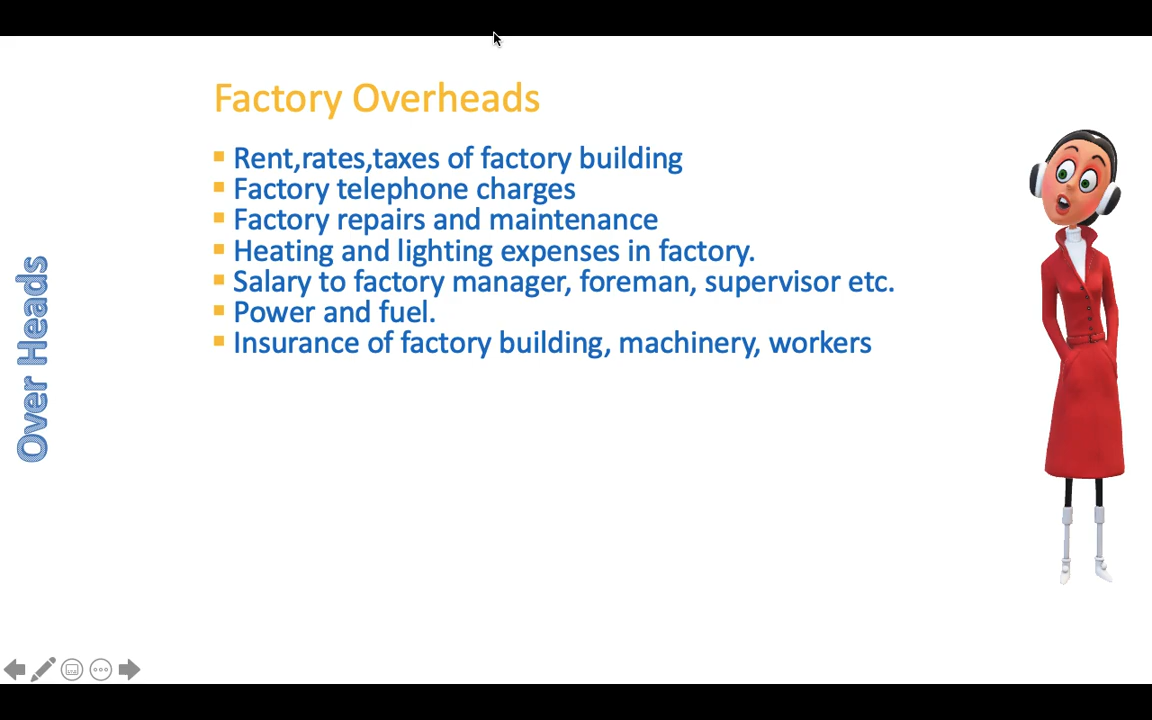 Factory Overheads
Rent,rates,taxes of factory building
Factory telephone charges
Factory repairs and maintenance
Heating and lighting expenses in factory.
Salary to factory manager, foreman, supervisor etc.
Power and fuel.
Insurance of factory building, machinery, workers
Over Heads